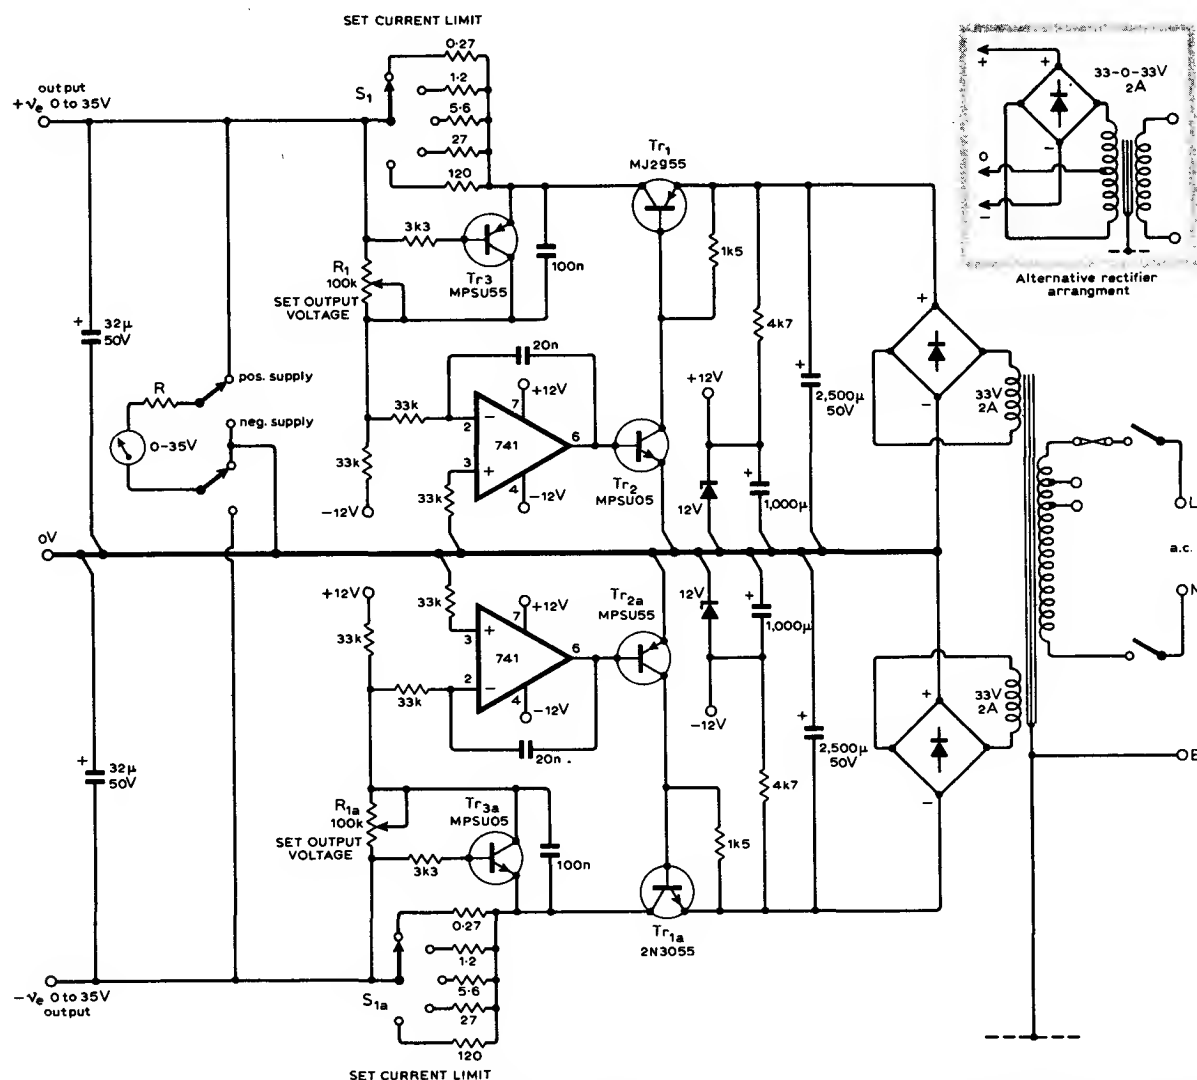 SET CURRENT LIMIT
0·27
1·2
5·6
27
120
S1
output
+ve 0 to 35V
Tr1
MJ2955
33-0-33V
2A
+
+
-
0
-
Alternative rectifier
arrangment
3k3
Tr3
MPSU55
100n
1k5
R1
100k
SET OUTPUT
VOLTAGE
4k7
+
32µ
50V
R
pos. supply
neg. supply
0-35V
20n
+12V
7
33k
2
-
741
6
3
+
4
-12V
33k
33k
-12V
Tr2
MPSU05
+12V
12V
+
1,000µ
+
2,500µ
50V
+
-
33V
2A
L
a.c.
N
0V
+12V
33k
33k
+12V
7
3
+
741
6
2
-
4
-12V
33k
20n
Tr2a
MPSU55
12V
+
1,000µ
-12V
+
2,500µ
50V
4k7
33V
2A
+
-
E
+
32µ
50V
R1a
100k
SET OUTPUT
VOLTAGE
Tr3a
MPSU05
3k3
100n
1k5
Tr1a
2N3055
0·27
1·2
5·6
27
120
S1a
-ve 0 to 35V
output
SET CURRENT LIMIT